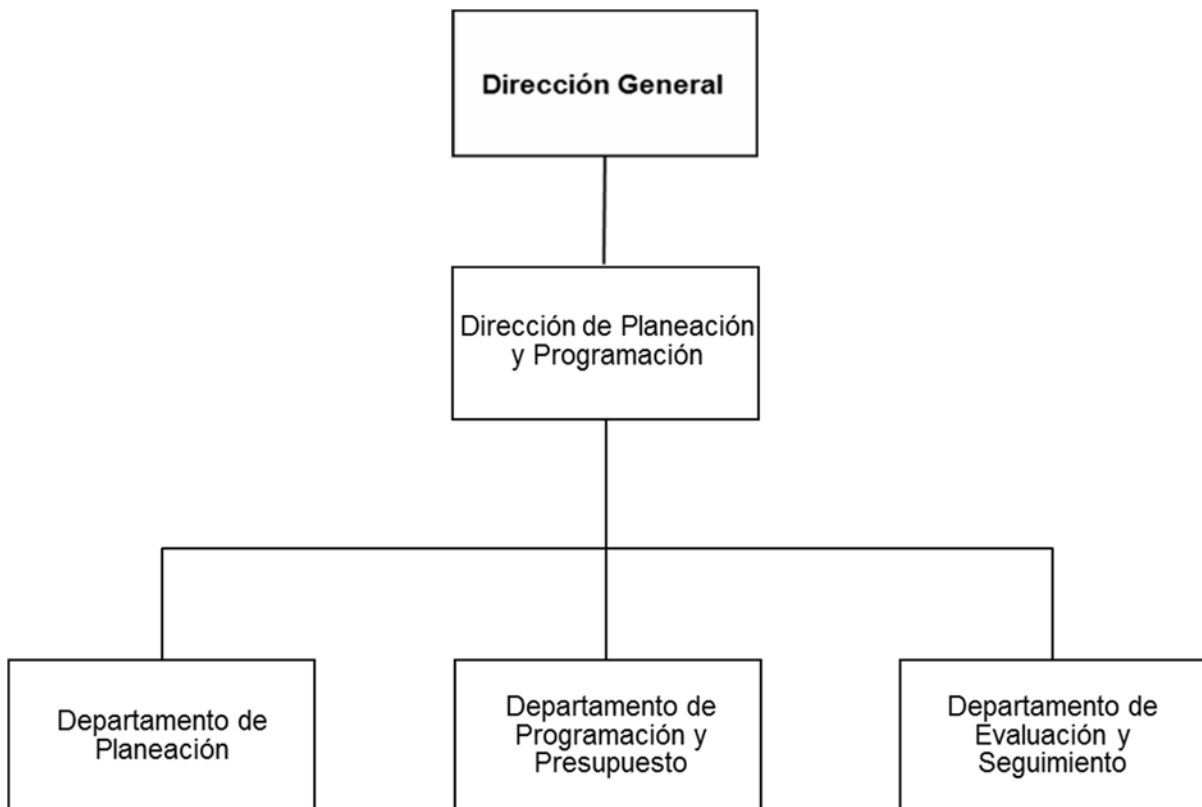 Dirección General
Dirección de Planeación
y Programación
Departamento de
Planeación
Departamento de
Programación y
Presupuesto
Departamento de
Evaluación y
Seguimiento